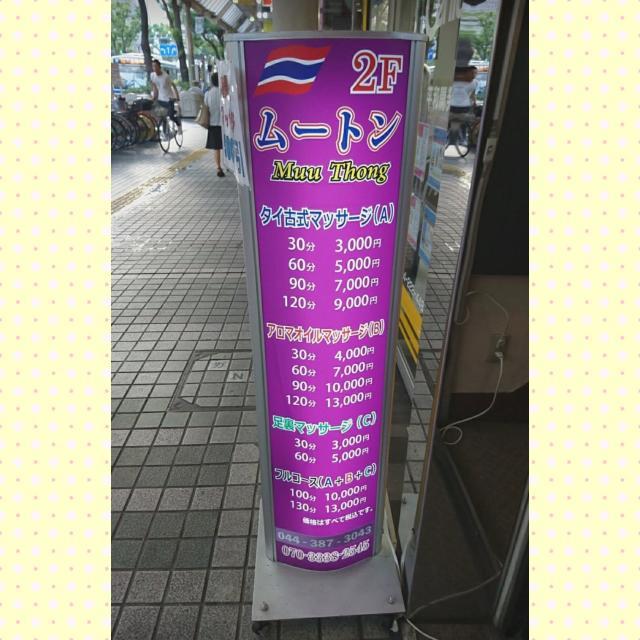 2F
ムートン
Muu Thong
タイ古式マッサージ(A)
30分 3,000円
60分 5,000円
90分 7,000円
120分 9,000円
アロマオイルマッサージ(B)
30分 4,000円
60分 7,000円
90分 10,000円
120分 13,000円
足裏マッサージ(C)
30分 3,000円
60分 5,000円
フルコース(A+B+C)
100分 10,000円
130分 13,000円
価格はすべて税込です。
044-387-3043
070-3338-2545